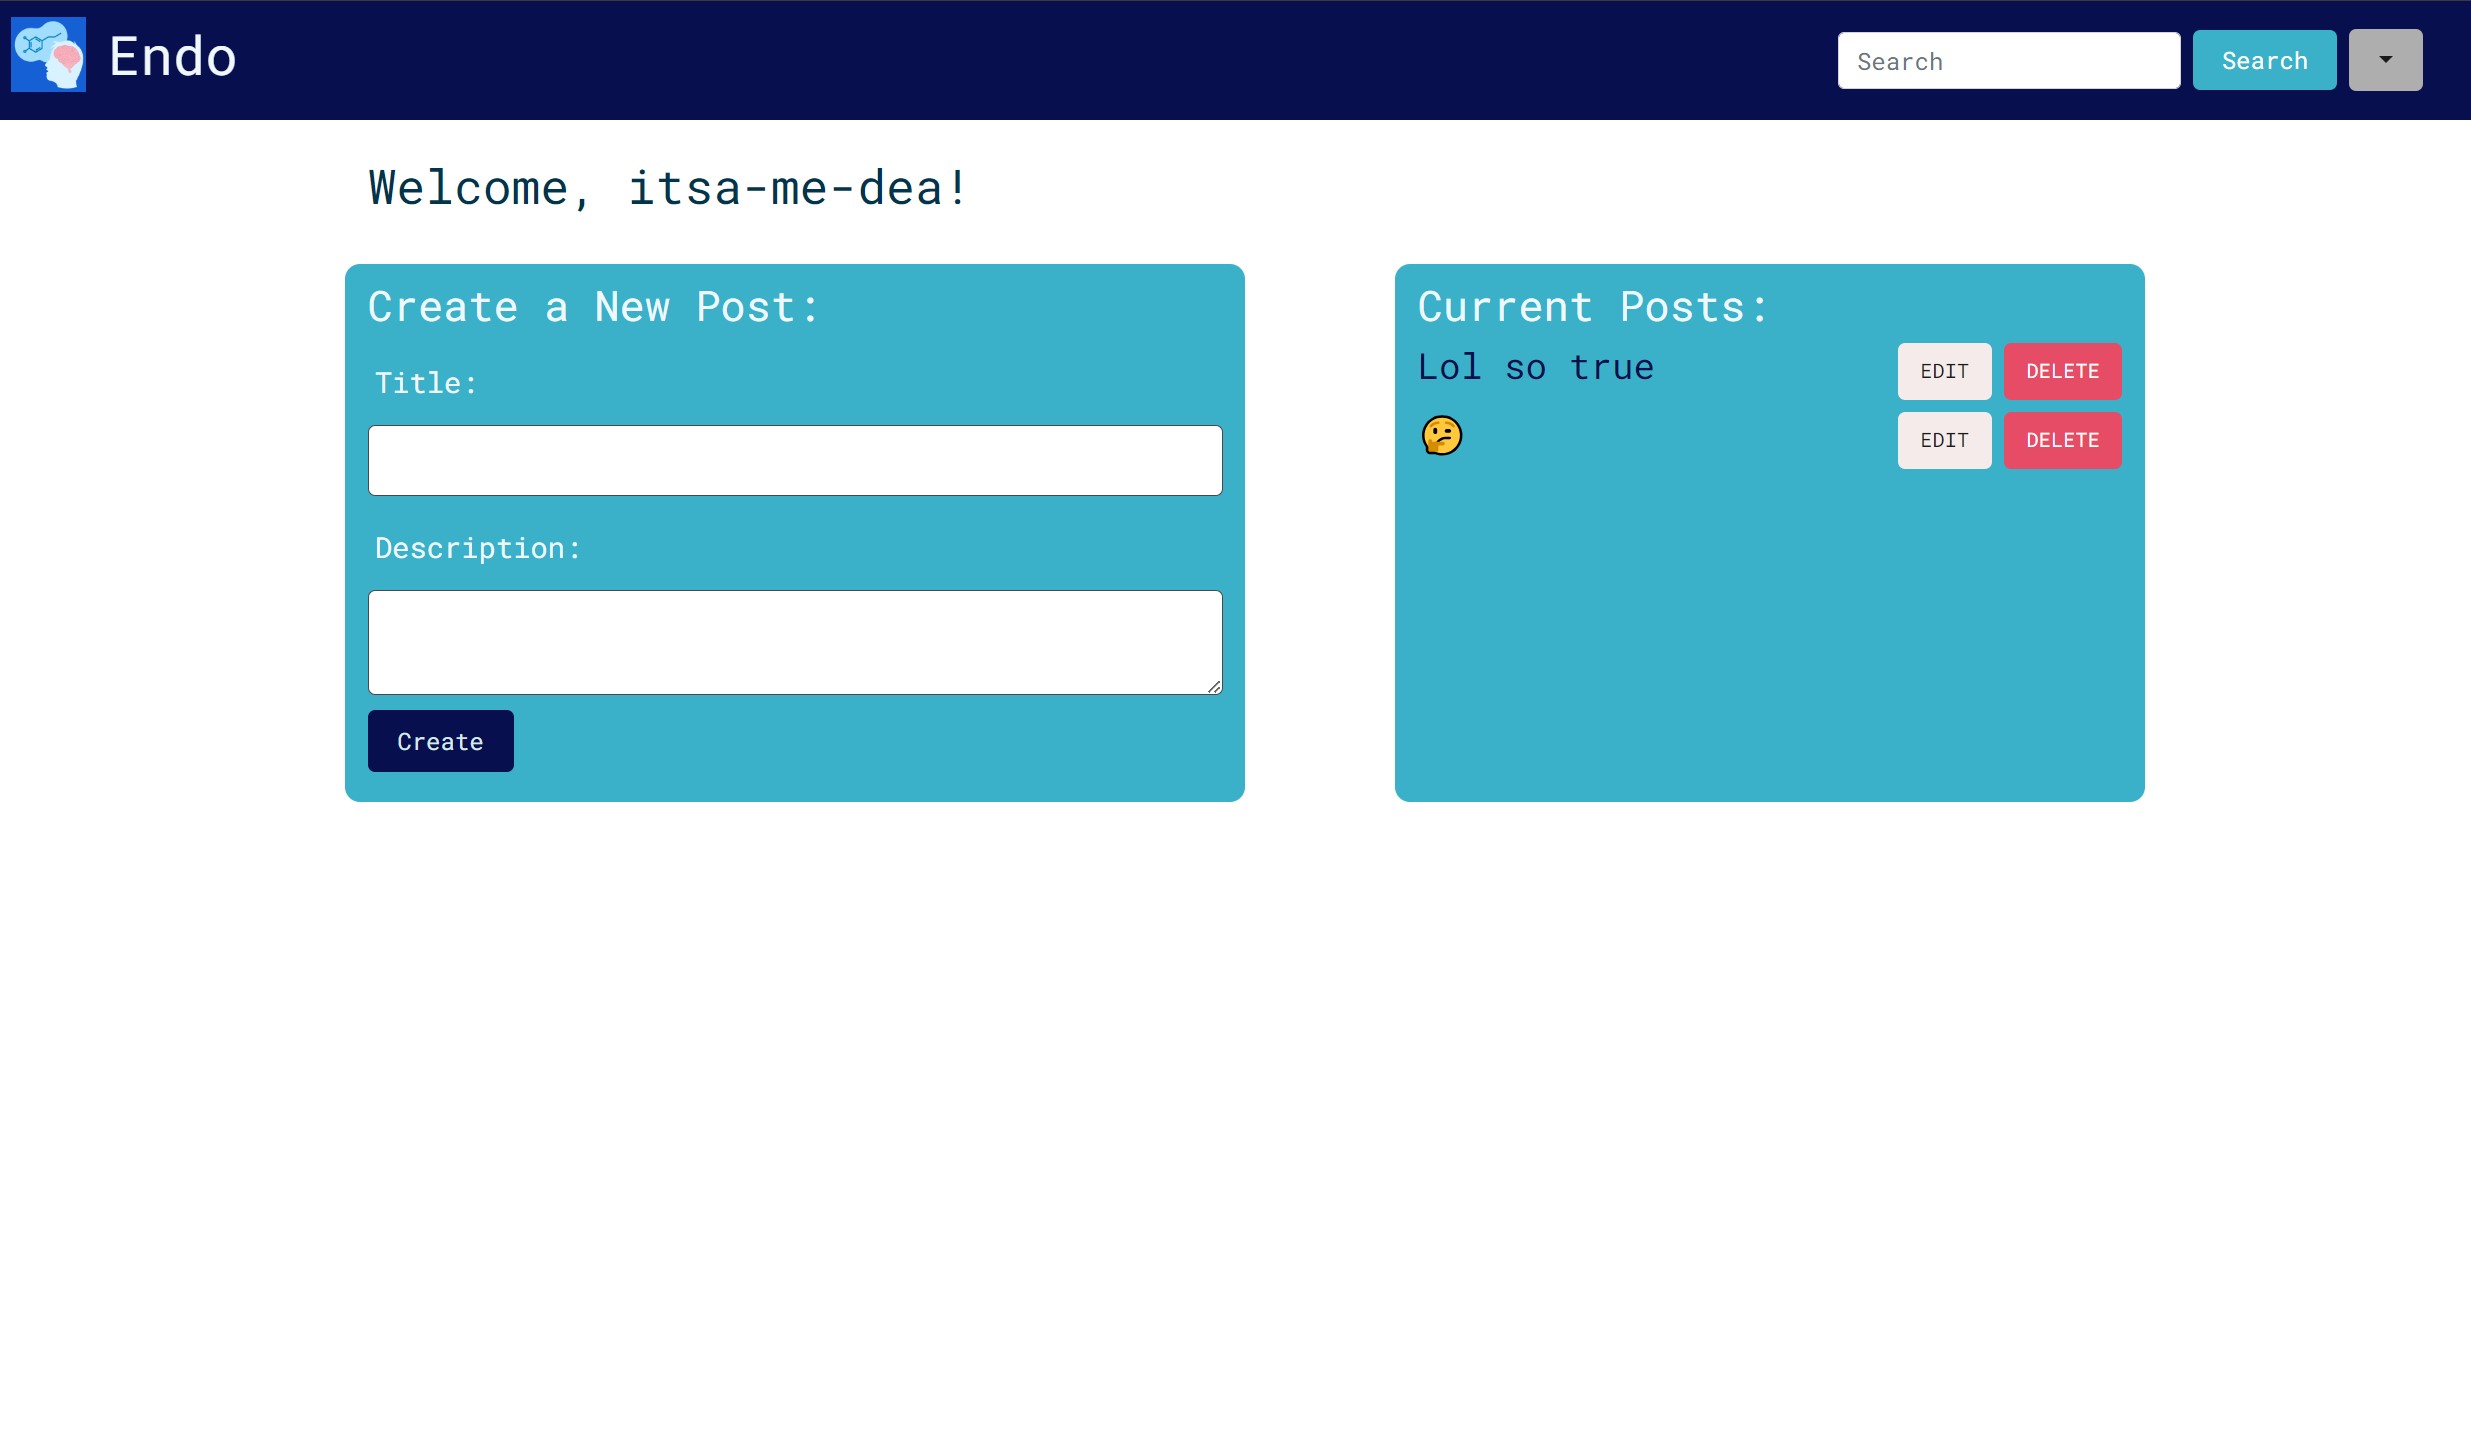 Endo
Search
Search
Welcome, itsa-me-dea!
Create a New Post:
Title:
Description:
Create
Current Posts:
Lol so true
EDIT
DELETE
🤔
EDIT
DELETE